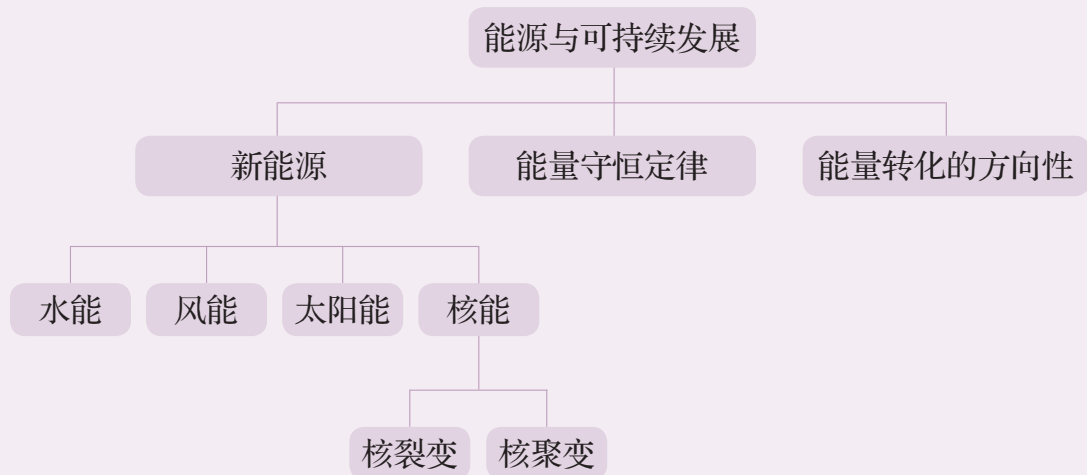 能源与可持续发展
新能源
能量守恒定律
能量转化的方向性
水能
风能
太阳能
核能
核裂变
核聚变